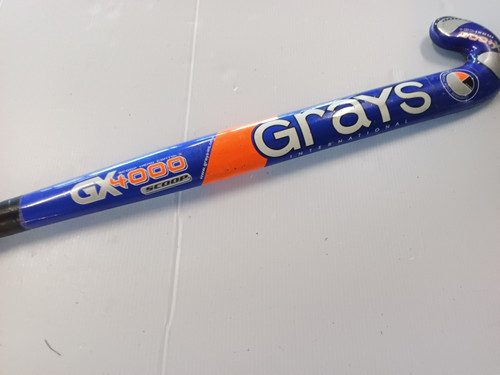 Grays
INTERNATIONAL
GX4000
SCOOP